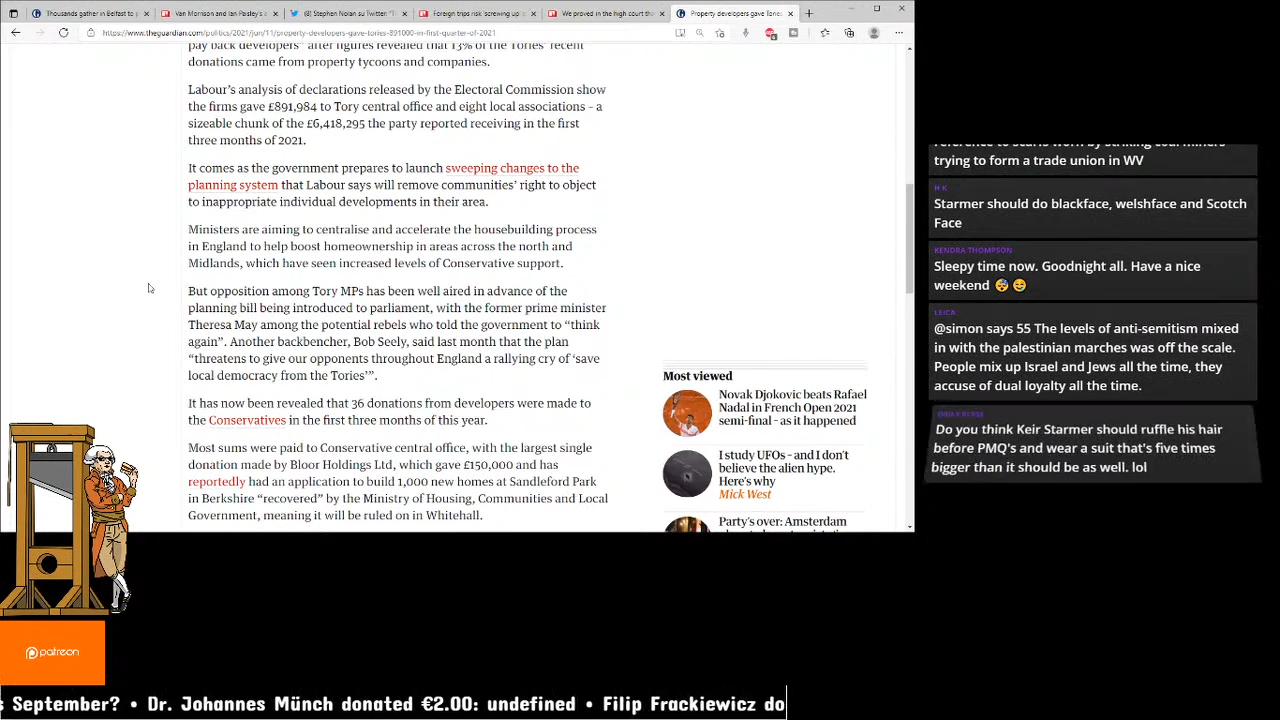 Thousands gather in Belfast to p
Van Morrison and Ian Paisley's a
(8) Stephen Nolan su Twitter: "T
Foreign trips risk 'screwing up' s
We proved in the high court tha
Property developers gave Tories
https://www.theguardian.com/politics/2021/jun/11/property-developers-gave-tories-891000-in-first-quarter-of-2021
pay back developers" after figures revealed that 13% of the Tories' recent
donations came from property tycoons and companies.
Labour's analysis of declarations released by the Electoral Commission show
the firms gave £891,984 to Tory central office and eight local associations – a
sizeable chunk of the £6,418,295 the party reported receiving in the first
three months of 2021.
It comes as the government prepares to launch sweeping changes to the
planning system that Labour says will remove communities' right to object
to inappropriate individual developments in their area.
Ministers are aiming to centralise and accelerate the housebuilding process
in England to help boost homeownership in areas across the north and
Midlands, which have seen increased levels of Conservative support.
But opposition among Tory MPs has been well aired in advance of the
planning bill being introduced to parliament, with the former prime minister
Theresa May among the potential rebels who told the government to "think
again". Another backbencher, Bob Seely, said last month that the plan
"threatens to give our opponents throughout England a rallying cry of 'save
local democracy from the Tories'".
It has now been revealed that 36 donations from developers were made to
the Conservatives in the first three months of this year.
Most sums were paid to Conservative central office, with the largest single
donation made by Bloor Holdings Ltd, which gave £150,000 and has
reportedly had an application to build 1,000 new homes at Sandleford Park
in Berkshire "recovered" by the Ministry of Housing, Communities and Local
Government, meaning it will be ruled on in Whitehall.
Most viewed
Novak Djokovic beats Rafael
Nadal in French Open 2021
semi-final – as it happened
I study UFOs – and I don't
believe the alien hype.
Here's why
Mick West
Party's over: Amsterdam
reference to scarfs worn by striking coal miners
trying to form a trade union in WV
H K
Starmer should do blackface, welshface and Scotch
Face
KENDRA THOMPSON
Sleepy time now. Goodnight all. Have a nice
weekend 😴😊
LEICA
@simon says 55 The levels of anti-semitism mixed
in with the palestinian marches was off the scale.
People mix up Israel and Jews all the time, they
accuse of dual loyalty all the time.
Do you think Keir Starmer should ruffle his hair
before PMQ's and wear a suit that's five times
bigger than it should be as well. lol
patreon
s September? • Dr. Johannes Münch donated €2.00: undefined • Filip Frackiewicz do